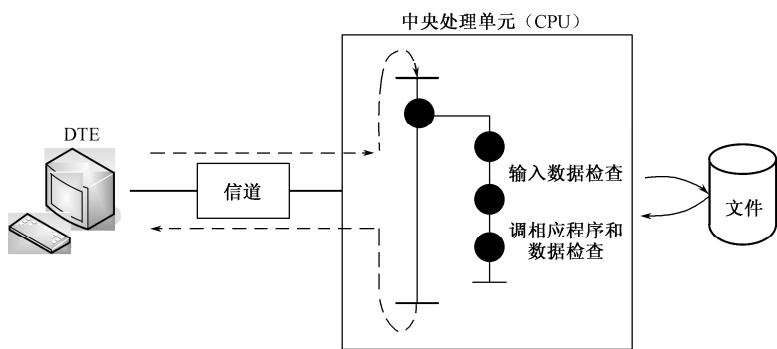 中央处理单元（CPU）
DTE
信道
输入数据检查
调相应程序和
数据检查
文件